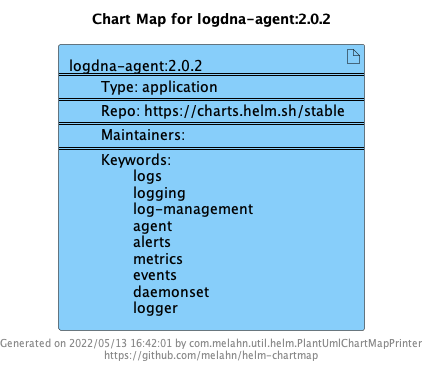 Chart Map for logdna-agent:2.0.2
logdna-agent:2.0.2
Type: application
Repo: https://charts.helm.sh/stable
Maintainers:
Keywords:
logs
logging
log-management
agent
alerts
metrics
events
daemonset
logger
Generated on 2022/05/13 16:42:01 by com.melahn.util.helm.PlantUmlChartMapPrinter
https://github.com/melahn/helm-chartmap